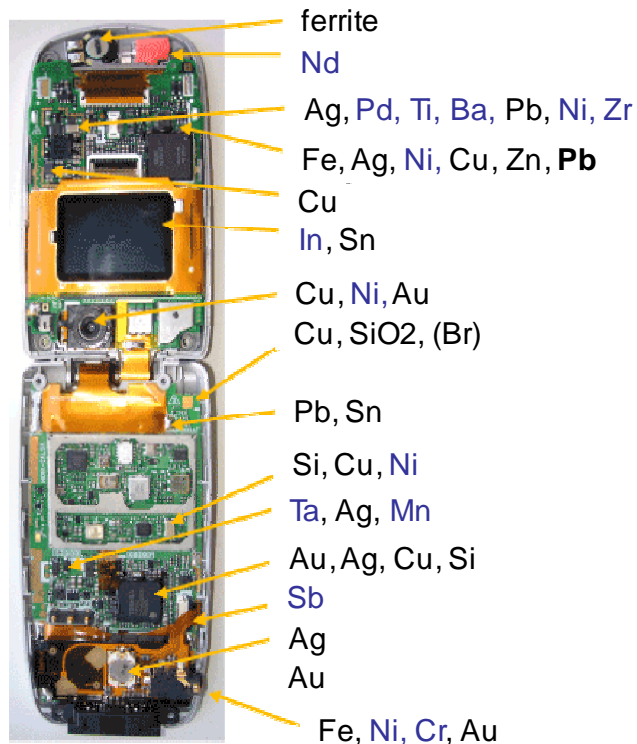 ferrite
Nd
Ag, Pd, Ti, Ba, Pb, Ni, Zr
Fe, Ag, Ni, Cu, Zn, Pb
Cu
In, Sn
Cu, Ni, Au
Cu, SiO2, (Br)
Pb, Sn
Si, Cu, Ni
Ta, Ag, Mn
Au, Ag, Cu, Si
Sb
Ag
Au
Fe, Ni, Cr, Au